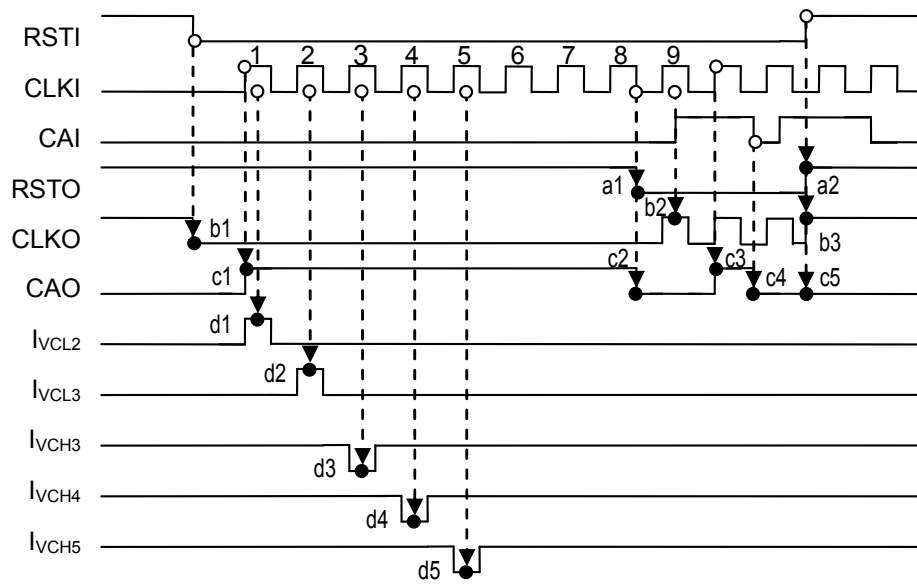 RSTI
1 2 3 4 5 6 7 8 9
CLKI
CAI
RSTO
a1 a2
b2
CLKO
b1 b3
CAO
c1 c2 c3 c4 c5
IVCL2
d1
IVCL3
d2
IVCH3
d3
IVCH4
d4
IVCH5
d5